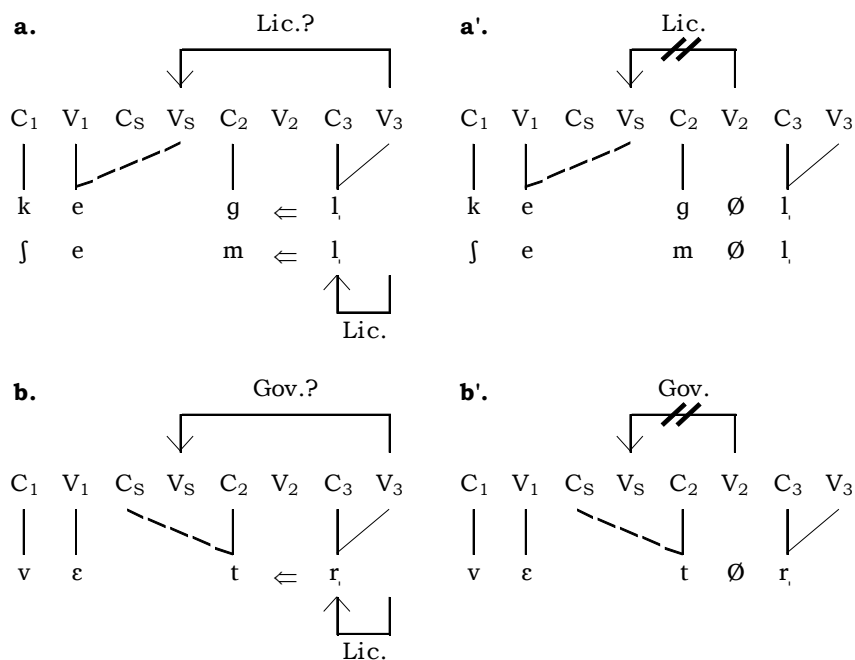 a. Lic.? a'. Lic.
C₁ V₁ Cₛ Vₛ C₂ V₂ C₃ V₃ C₁ V₁ Cₛ Vₛ C₂ V₂ C₃ V₃
k e g ⇐ l̩ k e g Ø l̩
ʃ e m ⇐ l̩ ʃ e m Ø l̩
Lic.
b. Gov.? b'. Gov.
C₁ V₁ Cₛ Vₛ C₂ V₂ C₃ V₃ C₁ V₁ Cₛ Vₛ C₂ V₂ C₃ V₃
v ɛ t ⇐ r̩ v ɛ t Ø r̩
Lic.